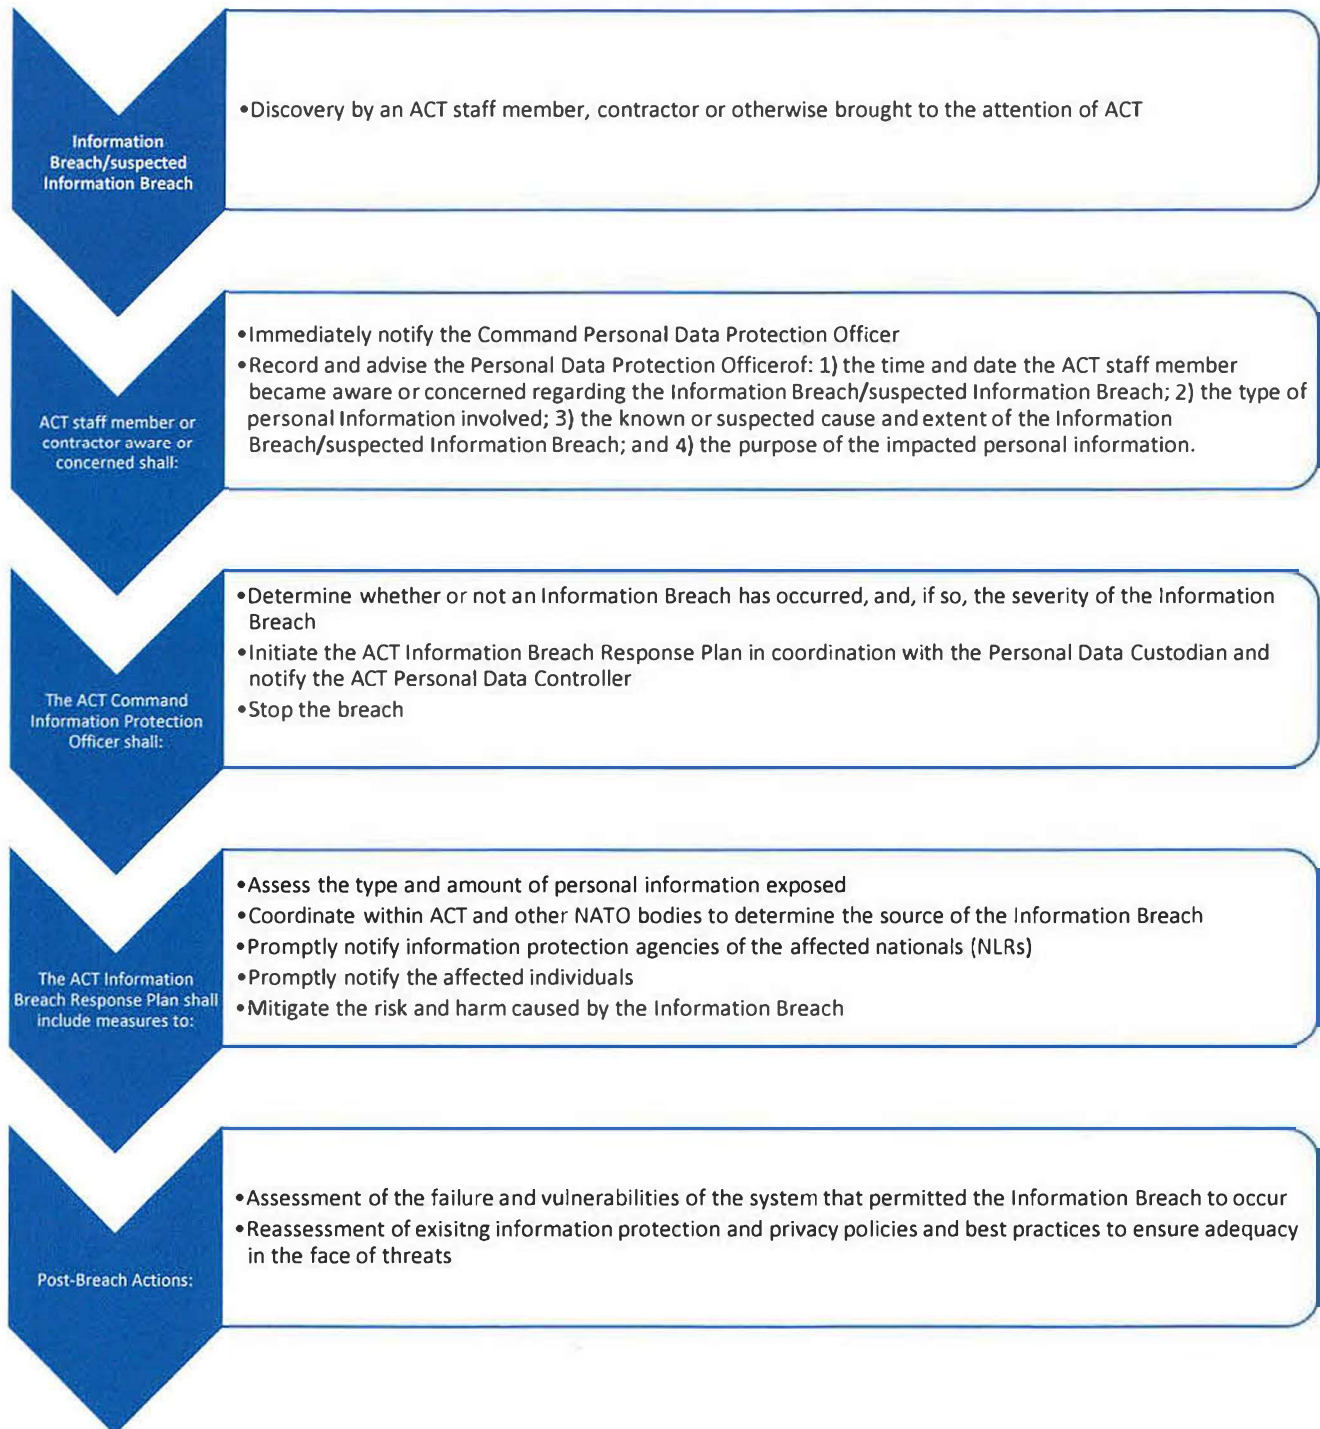 Information
Breach/suspected
Information Breach
•Discovery by an ACT staff member, contractor or otherwise brought to the attention of ACT
ACT staff member or
contractor aware or
concerned shall:
•Immediately notify the Command Personal Data Protection Officer
•Record and advise the Personal Data Protection Officerof: 1) the time and date the ACT staff member
became aware or concerned regarding the Information Breach/suspected Information Breach; 2) the type of
personal Information involved; 3) the known or suspected cause and extent of the Information
Breach/suspected Information Breach; and 4) the purpose of the impacted personal information.
The ACT Command
Information Protection
Officer shall:
•Determine whether or not an Information Breach has occurred, and, if so, the severity of the Information
Breach
•Initiate the ACT Information Breach Response Plan in coordination with the Personal Data Custodian and
notify the ACT Personal Data Controller
•Stop the breach
The ACT Information
Breach Response Plan shall
include measures to:
•Assess the type and amount of personal information exposed
•Coordinate within ACT and other NATO bodies to determine the source of the Information Breach
•Promptly notify information protection agencies of the affected nationals (NLRs)
•Promptly notify the affected individuals
•Mitigate the risk and harm caused by the Information Breach
Post-Breach Actions:
•Assessment of the failure and vulnerabilities of the system that permitted the Information Breach to occur
•Reassessment of exisitng information protection and privacy policies and best practices to ensure adequacy
in the face of threats